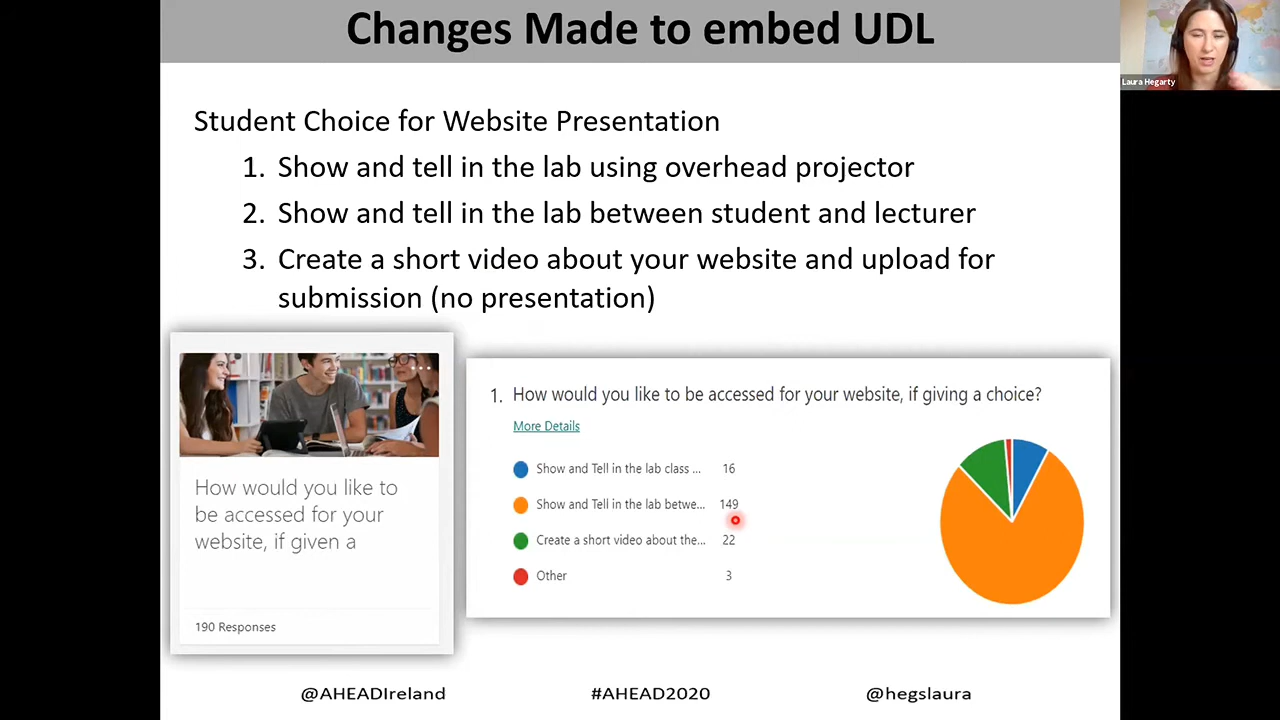 Changes Made to embed UDL
Laura Hegarty
Student Choice for Website Presentation
1. Show and tell in the lab using overhead projector
2. Show and tell in the lab between student and lecturer
3. Create a short video about your website and upload for
submission (no presentation)
How would you like to
be accessed for your
website, if given a
190 Responses
1. How would you like to be accessed for your website, if giving a choice?
More Details
Show and Tell in the lab class ... 16
Show and Tell in the lab betwe... 149
Create a short video about the... 22
Other 3
@AHEADIreland #AHEAD2020 @hegslaura